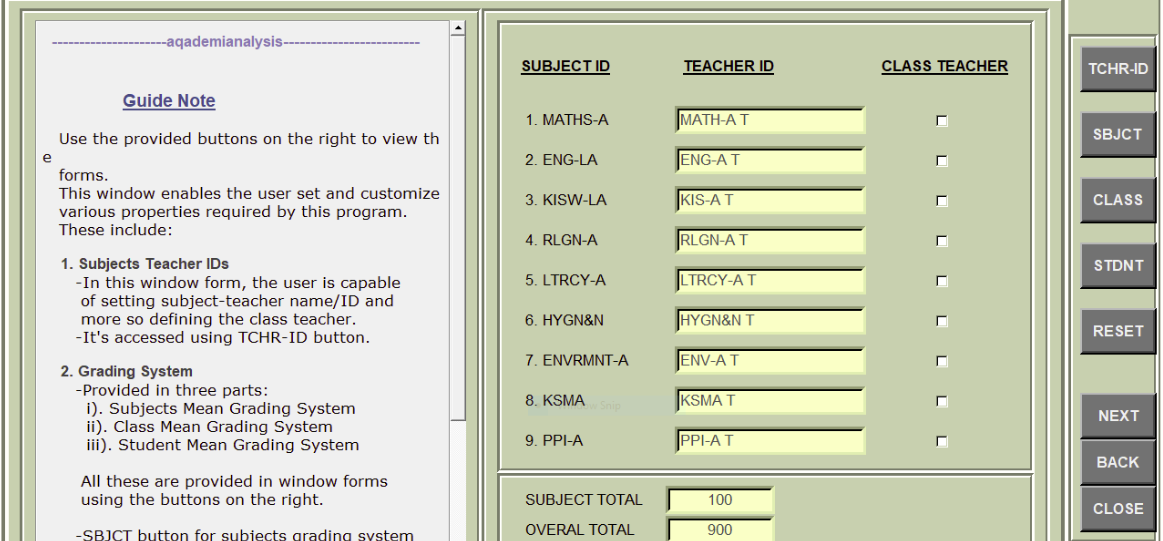 ---------------------aqademianalysis-------------------------
Guide Note
Use the provided buttons on the right to view th
e
forms.
This window enables the user set and customize
various properties required by this program.
These include:
1. Subjects Teacher IDs
-In this window form, the user is capable
of setting subject-teacher name/ID and
more so defining the class teacher.
-It's accessed using TCHR-ID button.
2. Grading System
-Provided in three parts:
i). Subjects Mean Grading System
ii). Class Mean Grading System
iii). Student Mean Grading System
All these are provided in window forms
using the buttons on the right.
-SBJCT button for subjects grading system
SUBJECT ID TEACHER ID CLASS TEACHER
1. MATHS-A MATH-A T
2. ENG-LA ENG-A T
3. KISW-LA KIS-A T
4. RLGN-A RLGN-A T
5. LTRCY-A LTRCY-A T
6. HYGN&N HYGN&N T
7. ENVRMNT-A ENV-A T
8. KSMA KSMA T
Snip
9. PPI-A PPI-A T
SUBJECT TOTAL 100
OVERAL TOTAL 900
TCHR-ID
SBJCT
CLASS
STDNT
RESET
NEXT
BACK
CLOSE